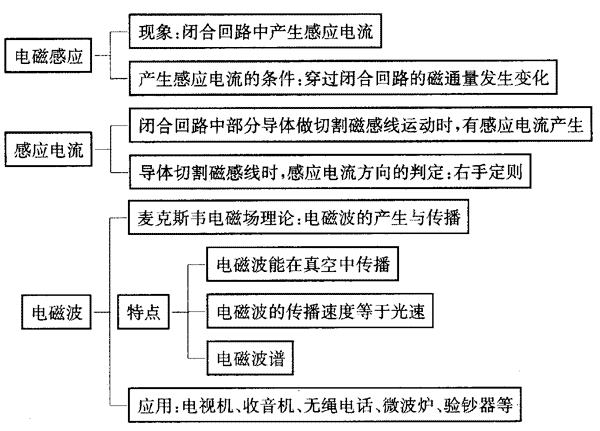 电磁感应
现象:闭合回路中产生感应电流
产生感应电流的条件:穿过闭合回路的磁通量发生变化
感应电流
闭合回路中部分导体做切割磁感线运动时,有感应电流产生
导体切割磁感线时,感应电流方向的判定:右手定则
电磁波
麦克斯韦电磁场理论:电磁波的产生与传播
特点
电磁波能在真空中传播
电磁波的传播速度等于光速
电磁波谱
应用:电视机、收音机、无绳电话、微波炉、验钞器等